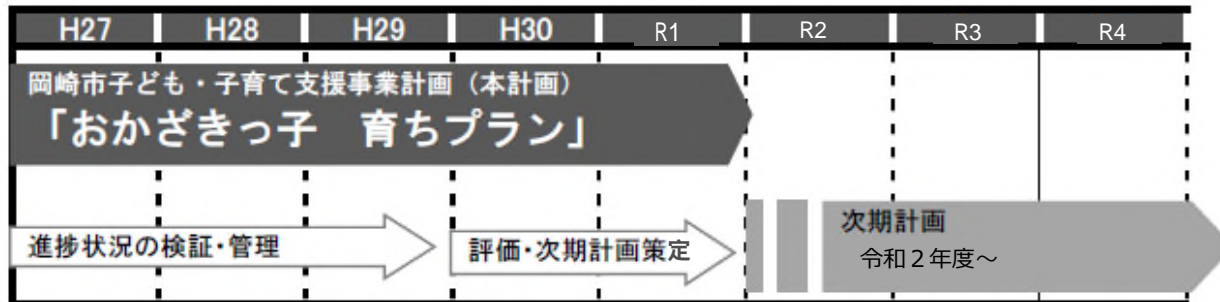 H27 H28 H29 H30 R1 R2 R3 R4
岡崎市子ども・子育て支援事業計画（本計画）
「おかざきっ子　育ちプラン」
進捗状況の検証・管理
評価・次期計画策定
次期計画
令和２年度～